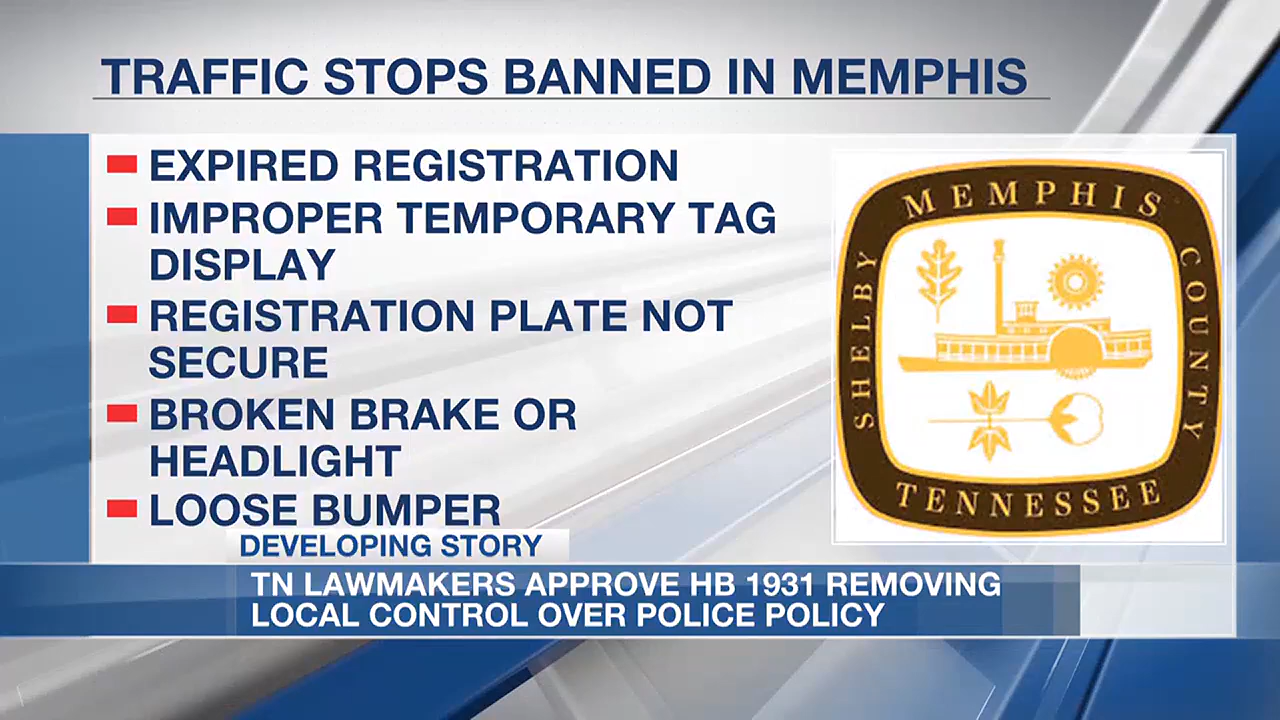 TRAFFIC STOPS BANNED IN MEMPHIS
EXPIRED REGISTRATION
IMPROPER TEMPORARY TAG
DISPLAY
REGISTRATION PLATE NOT
SECURE
BROKEN BRAKE OR
HEADLIGHT
LOOSE BUMPER
MEMPHIS
SHELBY
COUNTY
TENNESSEE
DEVELOPING STORY
TN LAWMAKERS APPROVE HB 1931 REMOVING
LOCAL CONTROL OVER POLICE POLICY